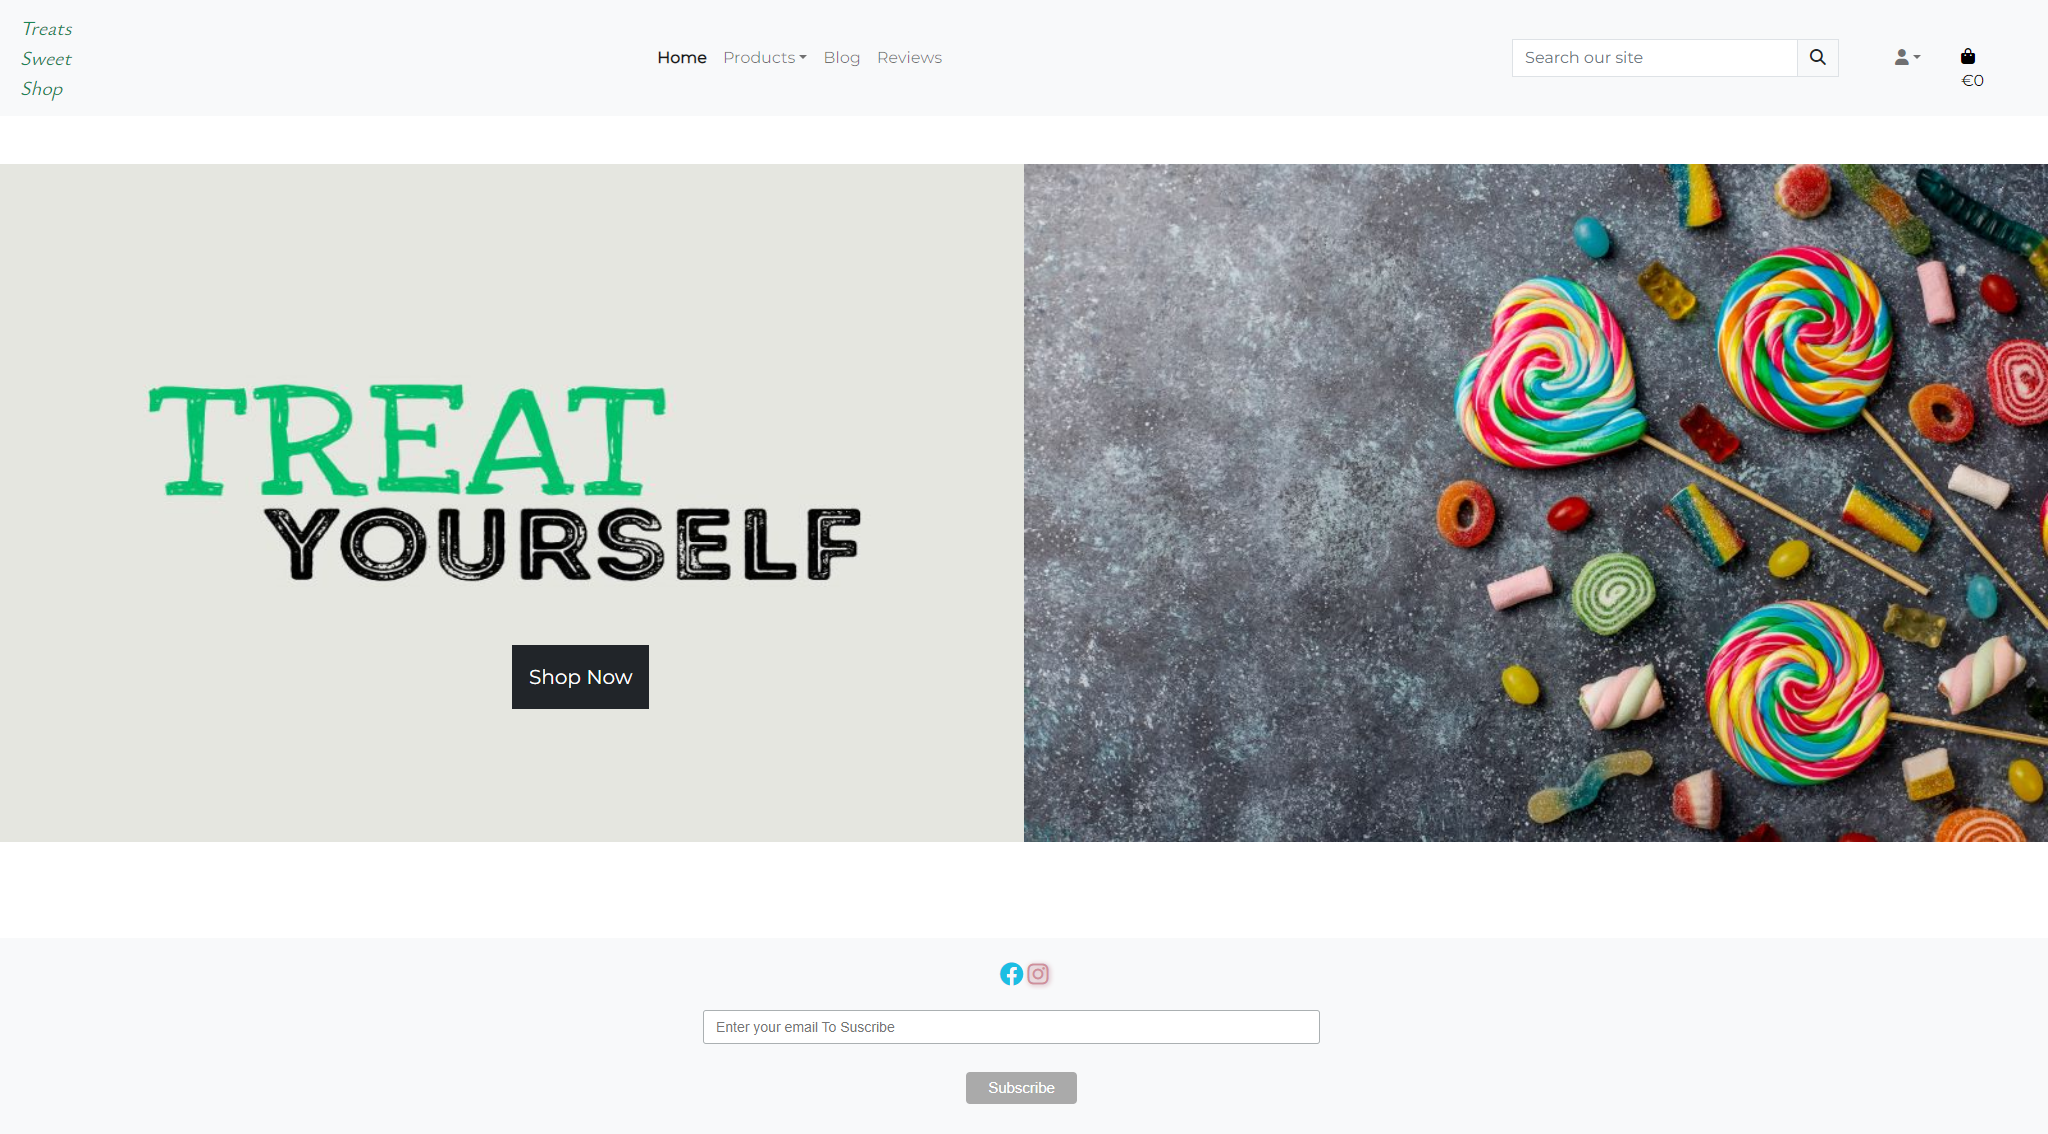 Treats
Sweet
Shop
Home Products Blog Reviews
Search our site
€0
TREAT
YOURSELF
Shop Now
Enter your email To Suscribe
Subscribe